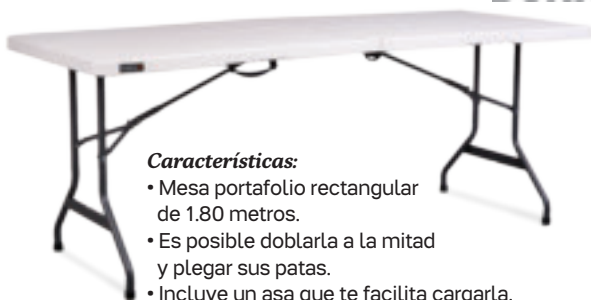 Características:
• Mesa portafolio rectangular
de 1.80 metros.
• Es posible doblarla a la mitad
y plegar sus patas.
• Incluye un asa que te facilita cargarla.